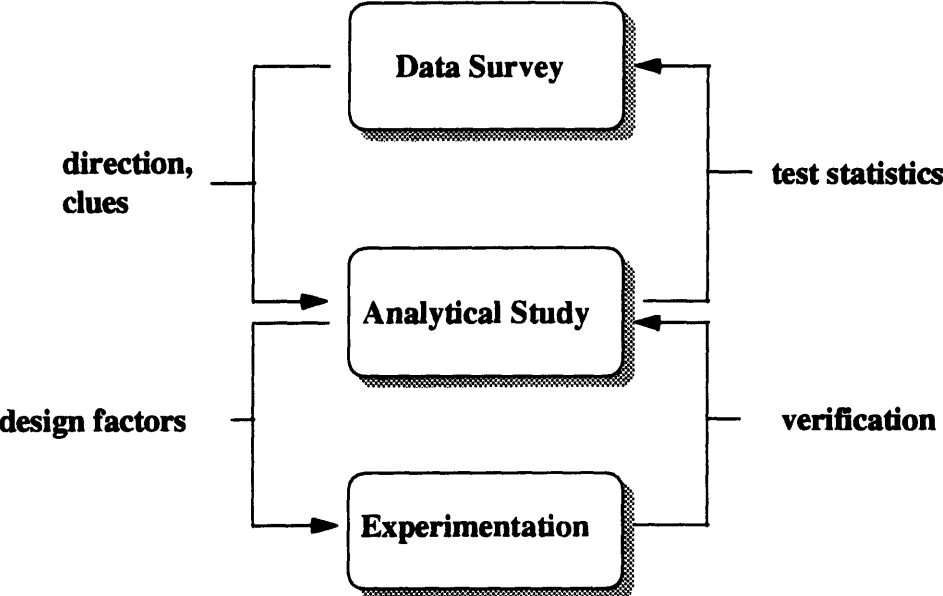 Data Survey
direction,
clues
test statistics
Analytical Study
design factors
verification
Experimentation